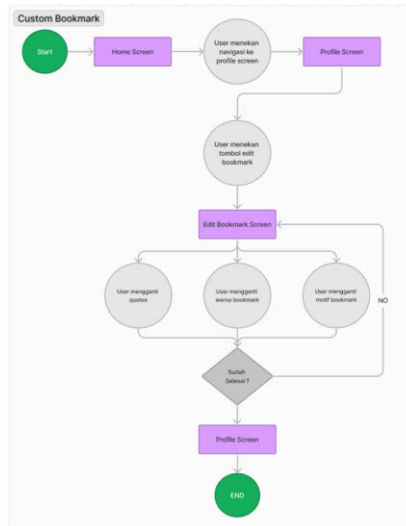 Custom Bookmark
Start
Home Screen
User menekan
navigasi ke
profile screen
Profile Screen
User menekan
tombol edit
bookmark
Edit Bookmark Screen
User mengganti
quotes
User mengganti
warna bookmark
User mengganti
motif bookmark
NO
Sudah
Selesai ?
Profile Screen
END